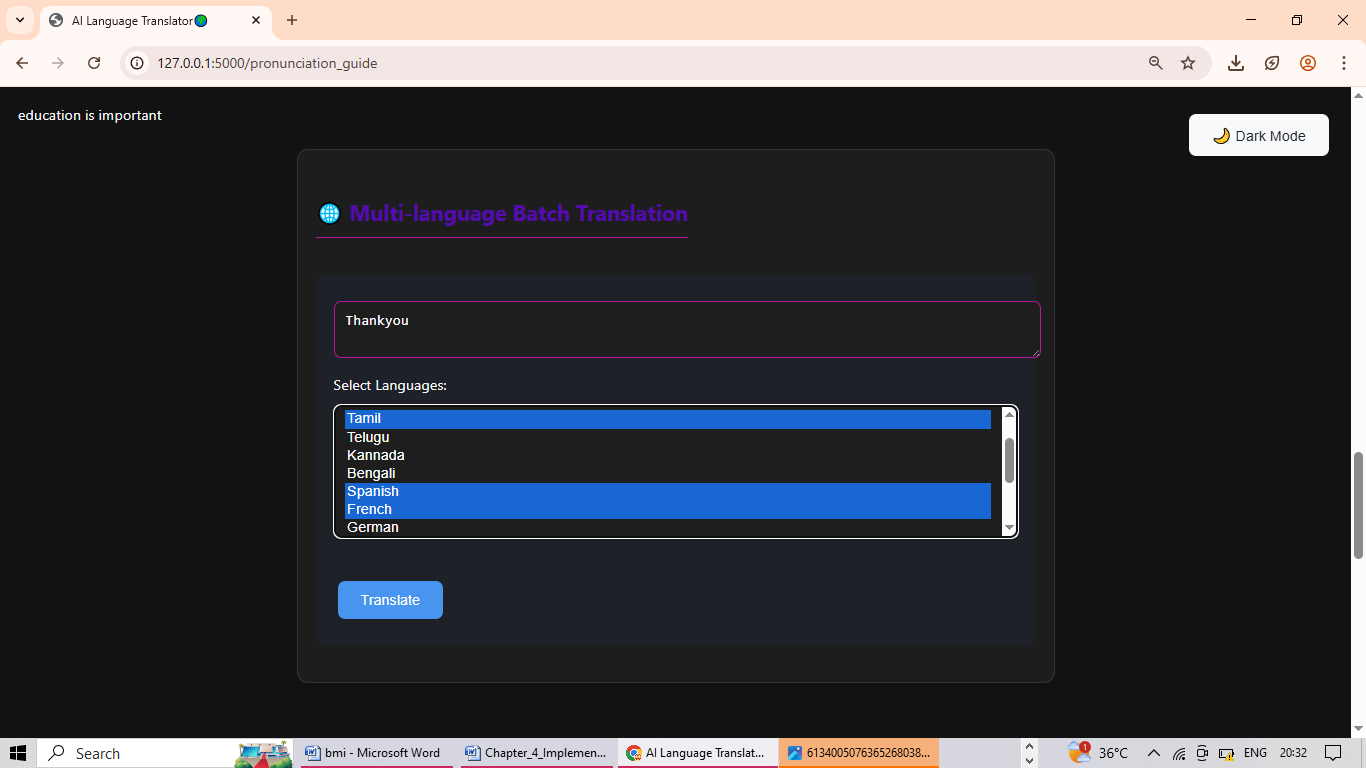 AI Language Translator
127.0.0.1:5000/pronunciation_guide
education is important
Dark Mode
Multi-language Batch Translation
Thankyou
Select Languages:
Tamil
Telugu
Kannada
Bengali
Spanish
French
German
Translate
Search
bmi - Microsoft Word
Chapter_4_Implemen...
AI Language Translat...
6134005076365268038...
1
36°C
ENG
20:32